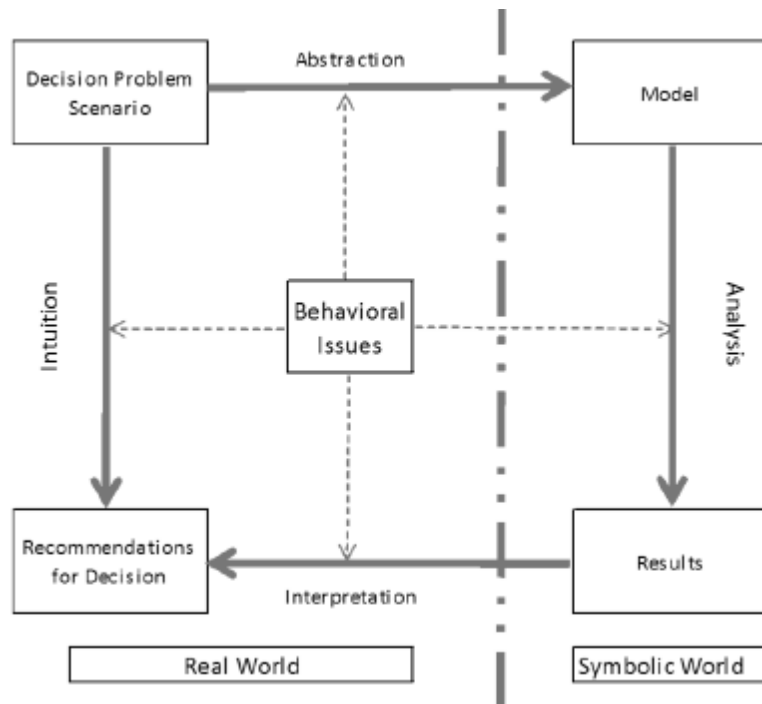 Abstraction
Decision Problem
Scenario
Model
Intuition
Behavioral
Issues
Analysis
Recommendations
for Decision
Results
Interpretation
Real World
Symbolic World